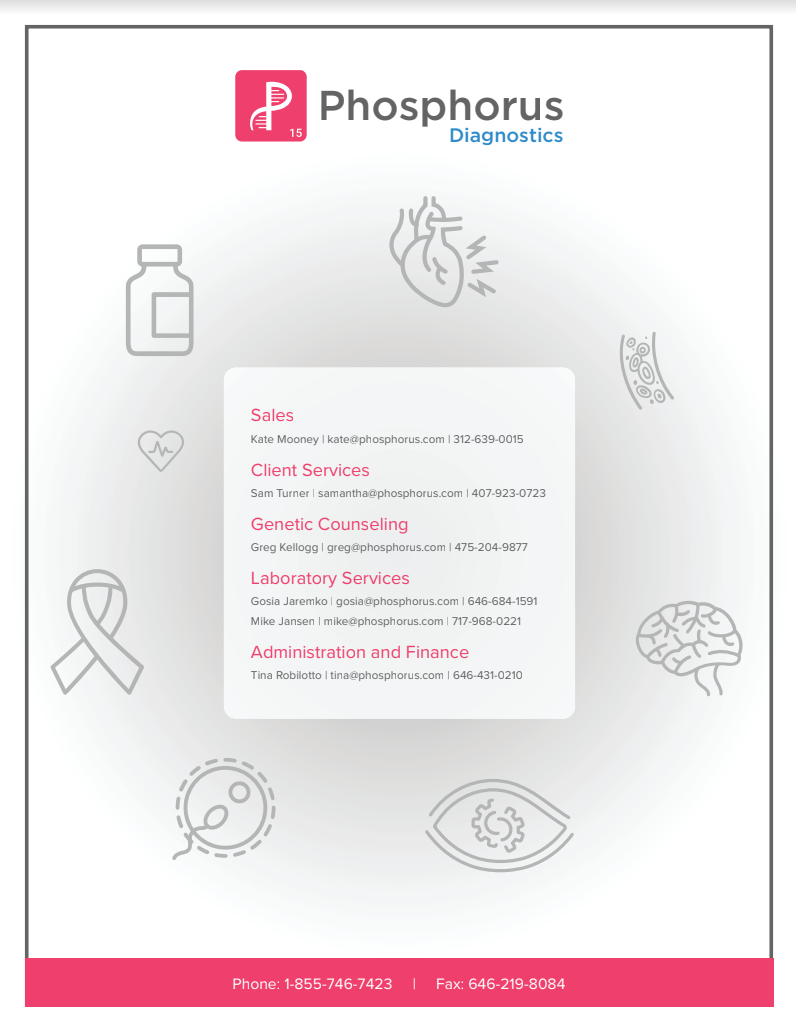 15
Phosphorus
Diagnostics
Sales
Kate Mooney | kate@phosphorus.com | 312-639-0015
Client Services
Sam Turner | samantha@phosphorus.com | 407-923-0723
Genetic Counseling
Greg Kellogg | greg@phosphorus.com | 475-204-9877
Laboratory Services
Gosia Jaremko | gosia@phosphorus.com | 646-684-1591
Mike Jansen | mike@phosphorus.com | 717-968-0221
Administration and Finance
Tina Robilotto | tina@phosphorus.com | 646-431-0210
Phone: 1-855-746-7423 | Fax: 646-219-8084